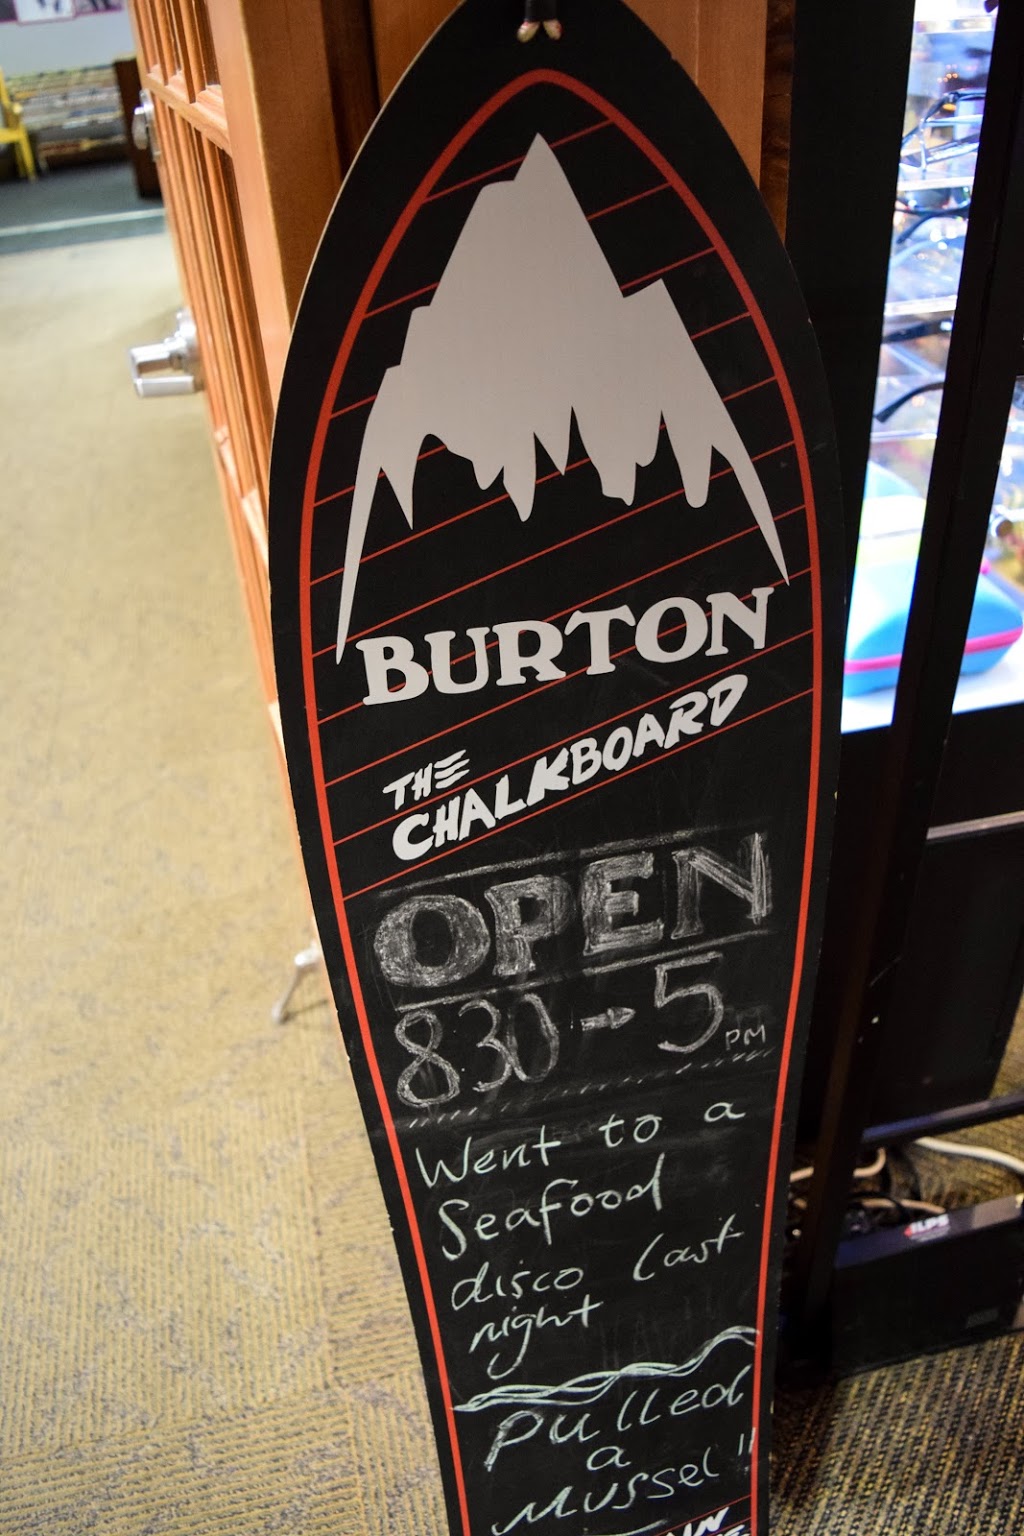 BURTON
THE
CHALKBOARD
OPEN
830 → 5 PM
Went to a
Seafood
disco last
night
Pulled
a
Mussel!!